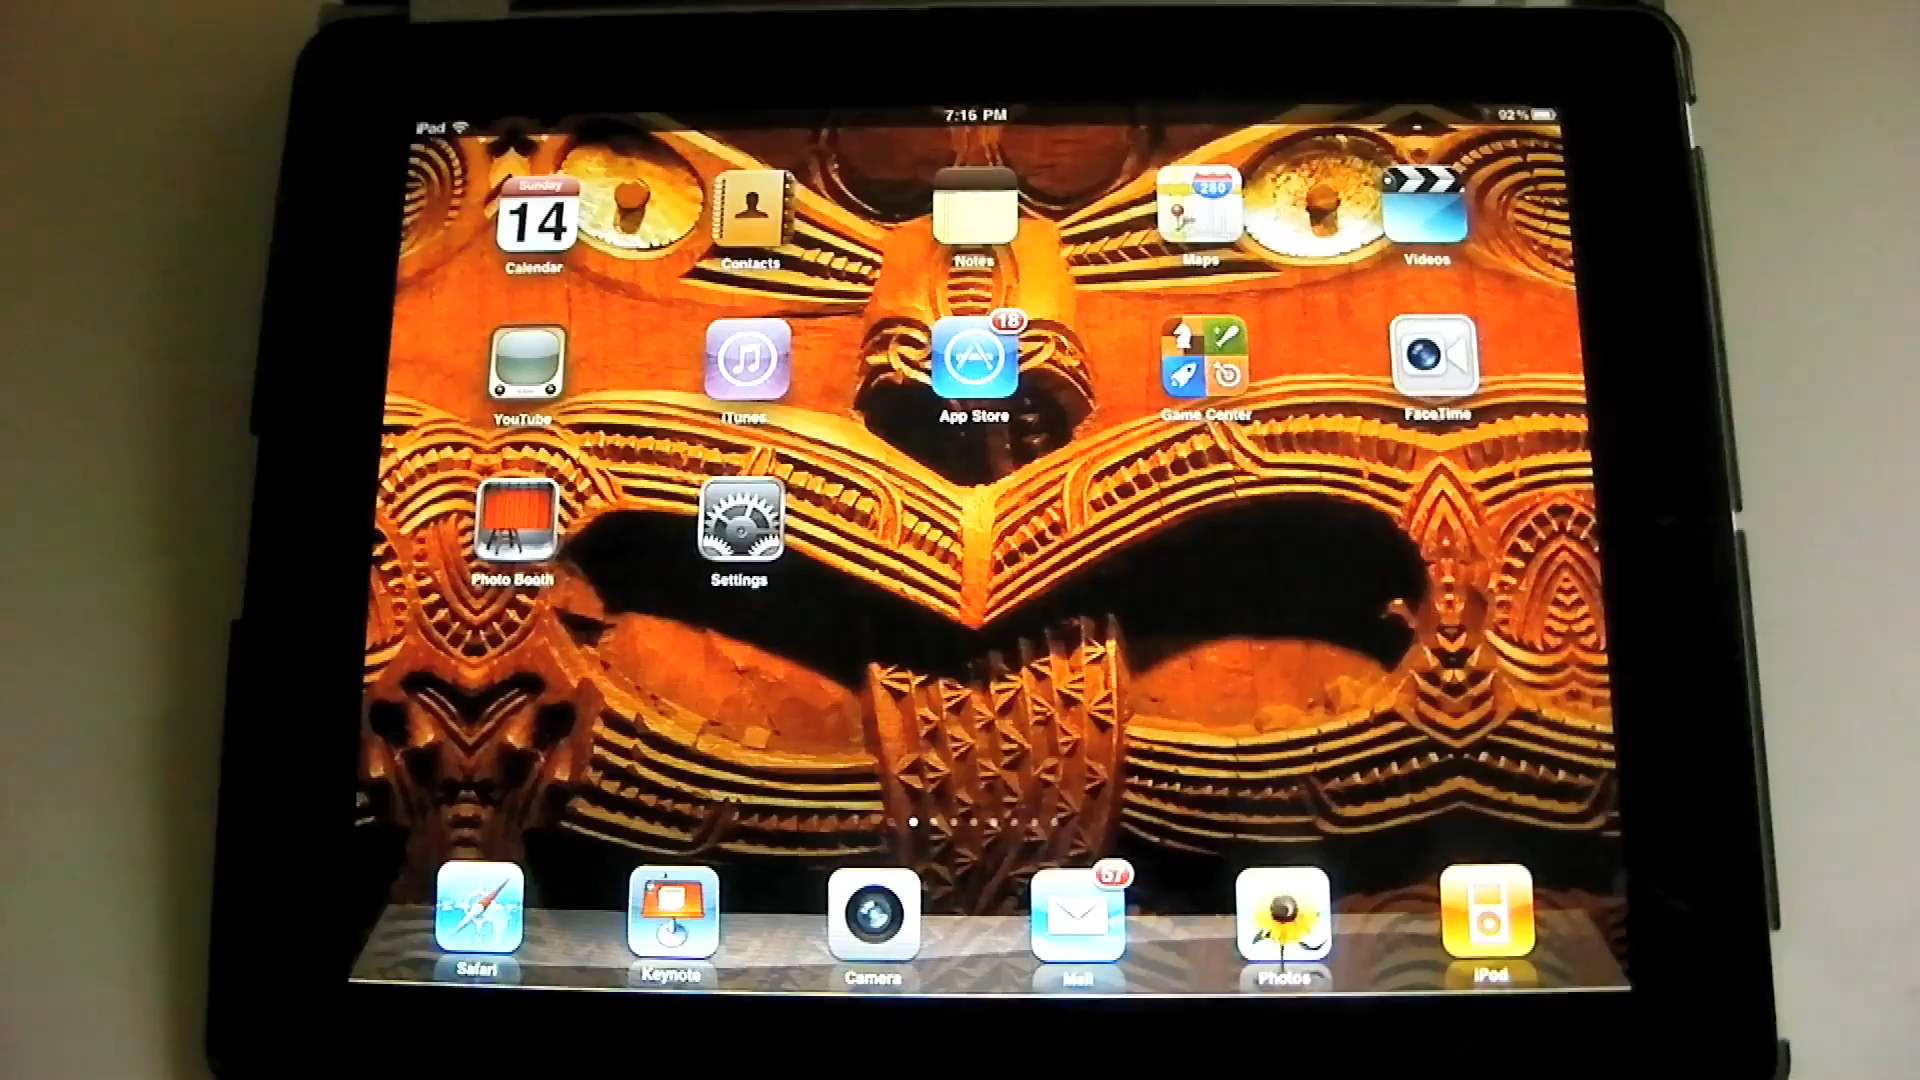 iPad 7:16 PM 92%
Sunday
14
280
Calendar Contacts Notes Maps Videos
18
YouTube iTunes App Store Game Center FaceTime
Photo Booth Settings
57
Safari Keynote Camera Mail Photos iPod